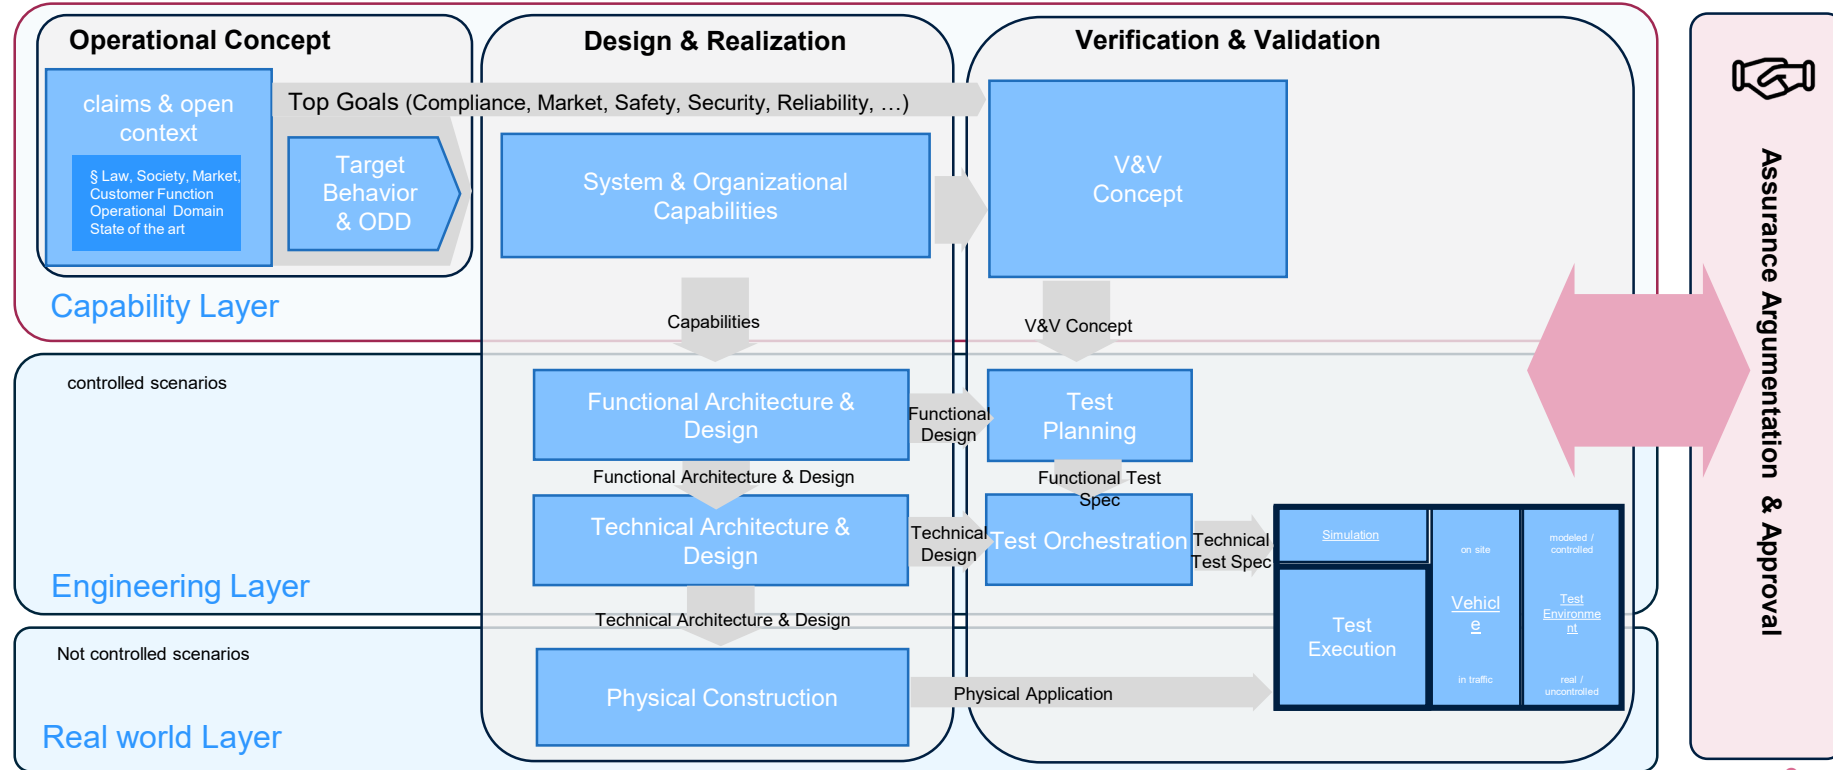 Operational Concept
Design & Realization
Verification & Validation
claims & open
context
§ Law, Society, Market,
Customer Function
Operational Domain
State of the art
Top Goals (Compliance, Market, Safety, Security, Reliability, …)
Target
Behavior
& ODD
System & Organizational
Capabilities
V&V
Concept
Capability Layer
Capabilities
V&V Concept
controlled scenarios
Functional Architecture &
Design
Functional
Design
Test
Planning
Functional Architecture & Design
Functional Test
Spec
Technical Architecture &
Design
Technical
Design
Test Orchestration
Technical
Test Spec
Engineering Layer
Technical Architecture & Design
Simulation
Test
Execution
on site
Vehicl
e
in traffic
modeled /
controlled
Test
Environme
nt
real /
uncontrolled
Not controlled scenarios
Physical Construction
Physical Application
Real world Layer
Assurance Argumentation & Approval